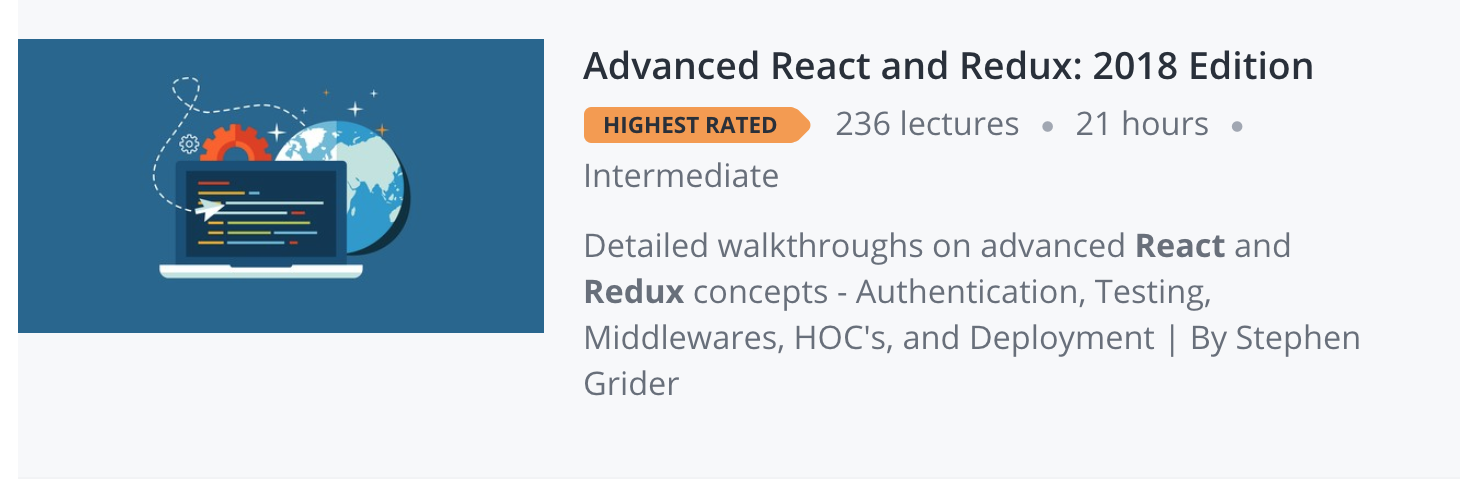 Advanced React and Redux: 2018 Edition
HIGHEST RATED 236 lectures • 21 hours •
Intermediate
Detailed walkthroughs on advanced React and
Redux concepts - Authentication, Testing,
Middlewares, HOC's, and Deployment | By Stephen
Grider